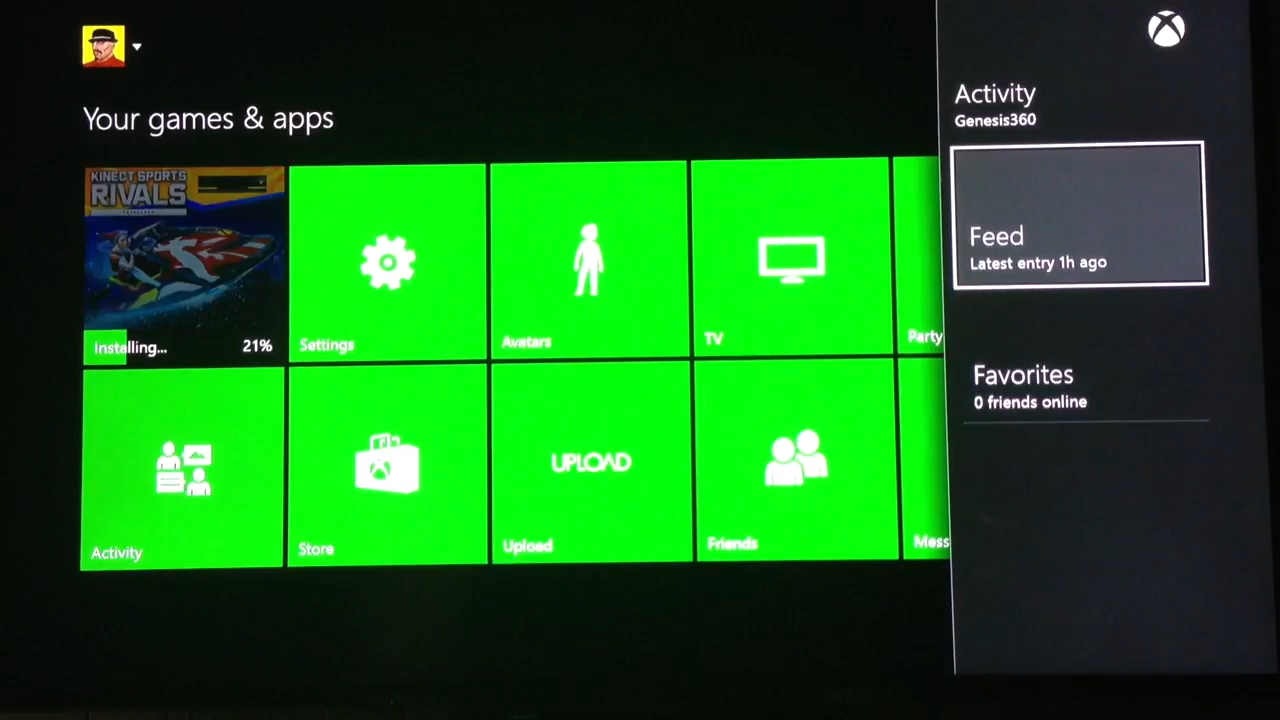 Your games & apps
KINECT SPORTS
RIVALS
Installing... 21%
Settings
Avatars
TV
Party
Activity
Store
UPLOAD
Upload
Friends
Mess
Activity
Genesis360
Feed
Latest entry 1h ago
Favorites
0 friends online